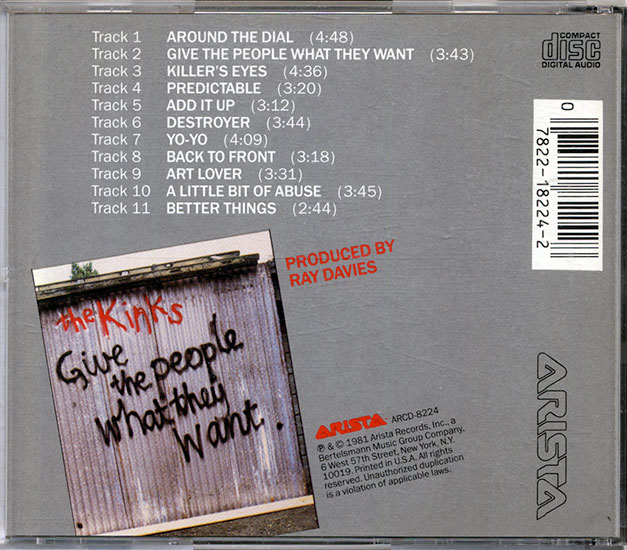 Track 1 AROUND THE DIAL (4:48)
Track 2 GIVE THE PEOPLE WHAT THEY WANT (3:43)
Track 3 KILLER'S EYES (4:36)
Track 4 PREDICTABLE (3:20)
Track 5 ADD IT UP (3:12)
Track 6 DESTROYER (3:44)
Track 7 YO-YO (4:09)
Track 8 BACK TO FRONT (3:18)
Track 9 ART LOVER (3:31)
Track 10 A LITTLE BIT OF ABUSE (3:45)
Track 11 BETTER THINGS (2:44)
COMPACT
disc
DIGITAL AUDIO
0
7822-18224-2
PRODUCED BY
RAY DAVIES
the Kinks
Give
the people
what they
want.
ARISTA ARCD-8224
℗ & © 1981 Arista Records, Inc., a
Bertelsmann Music Group Company,
6 West 57th Street, New York, N.Y.
10019. Printed in U.S.A. All rights
reserved. Unauthorized duplication
is a violation of applicable laws.
ARISTA